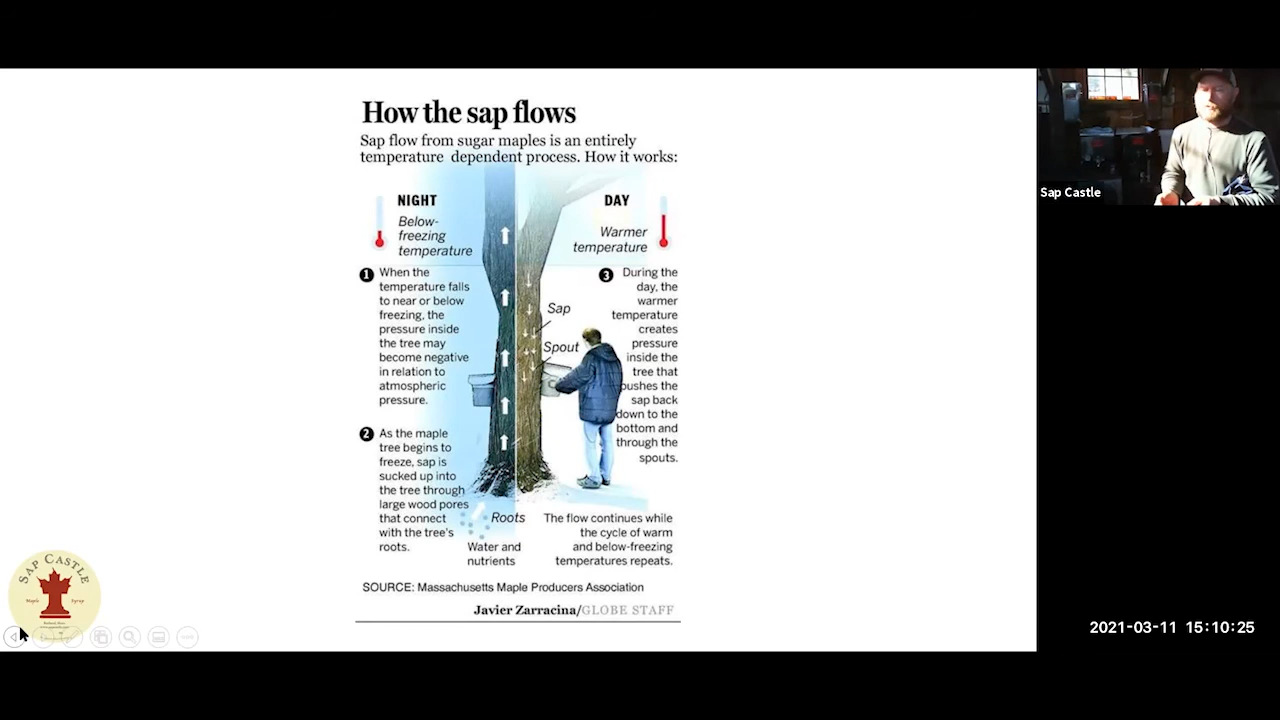 How the sap flows
Sap flow from sugar maples is an entirely
temperature dependent process. How it works:
NIGHT
Below-
freezing
temperature
DAY
Warmer
temperature
1 When the
temperature falls
to near or below
freezing, the
pressure inside
the tree may
become negative
in relation to
atmospheric
pressure.
2 As the maple
tree begins to
freeze, sap is
sucked up into
the tree through
large wood pores
that connect
with the tree's
roots.
Sap
Spout
3 During the
day, the
warmer
temperature
creates
pressure
inside the
tree that
pushes the
sap back
down to the
bottom and
through the
spouts.
Roots
Water and
nutrients
The flow continues while
the cycle of warm
and below-freezing
temperatures repeats.
SOURCE: Massachusetts Maple Producers Association
Javier Zarracina/GLOBE STAFF
SAP CASTLE
Maple Syrup
Sap Castle
2021-03-11 15:10:25